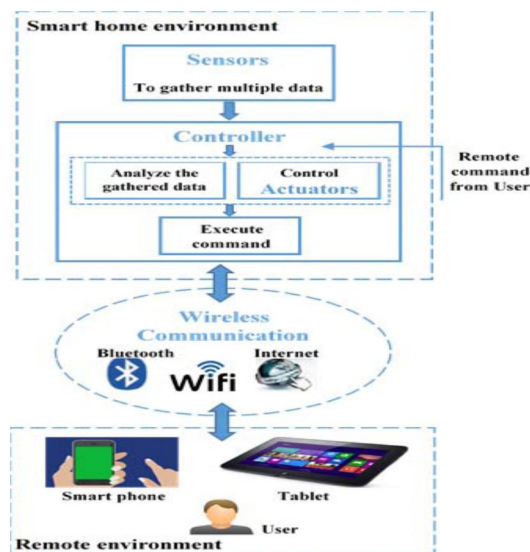 Smart home environment
Sensors
To gather multiple data
Controller
Analyze the
gathered data
Control
Actuators
Execute
command
Remote
command
from User
Wireless
Communication
Bluetooth
Internet
Wifi
Smart phone
Tablet
User
Remote environment